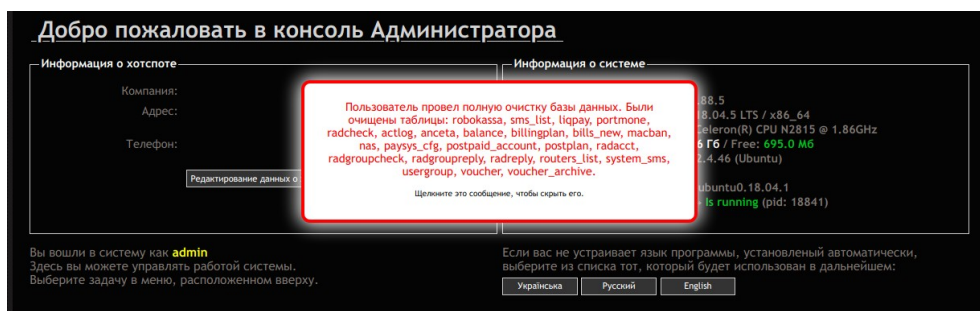 Добро пожаловать в консоль Администратора
Информация о хотспоте
Компания:
Адрес:
Телефон:
Редактирование данных о
Информация о системе
.88.5
8.04.5 LTS / x86_64
Celeron(R) CPU N2815 @ 1.86GHz
6 Гб / Free: 695.0 Мб
2.4.46 (Ubuntu)
ubuntu0.18.04.1
Is running (pid: 18841)
Пользователь провел полную очистку базы данных. Были
очищены таблицы: robokassa, sms_list, liqpay, portmone,
radcheck, actlog, anceta, balance, billingplan, bills_new, macban,
nas, paysys_cfg, postpaid_account, postplan, radacct,
radgroupcheck, radgroupreply, radreply, routers_list, system_sms,
usergroup, voucher, voucher_archive.
Щелкните это сообщение, чтобы скрыть его.
Вы вошли в систему как admin
Здесь вы можете управлять работой системы.
Выберите задачу в меню, расположенном вверху.
Если вас не устраивает язык программы, установленый автоматически,
выберите из списка тот, который будет использован в дальнейшем:
Українська
Русский
English